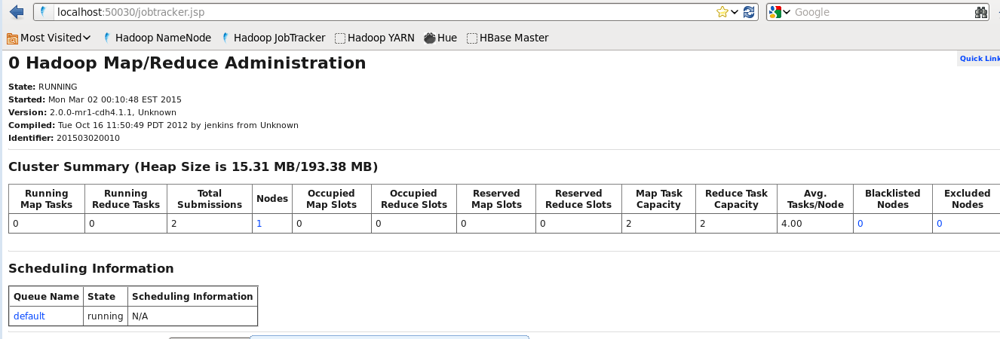 localhost:50030/jobtracker.jsp Google
Most Visited Hadoop NameNode Hadoop JobTracker Hadoop YARN Hue HBase Master
0 Hadoop Map/Reduce Administration
Quick Link
State: RUNNING
Started: Mon Mar 02 00:10:48 EST 2015
Version: 2.0.0-mr1-cdh4.1.1, Unknown
Compiled: Tue Oct 16 11:50:49 PDT 2012 by jenkins from Unknown
Identifier: 201503020010
Cluster Summary (Heap Size is 15.31 MB/193.38 MB)
Running Running Total Nodes Occupied Occupied Reserved Reserved Map Task Reduce Task Avg. Blacklisted Excluded
Map Tasks Reduce Tasks Submissions Map Slots Reduce Slots Map Slots Reduce Slots Capacity Capacity Tasks/Node Nodes Nodes
0 0 2 1 0 0 0 0 2 2 4.00 0 0
Scheduling Information
Queue Name State Scheduling Information
default running N/A